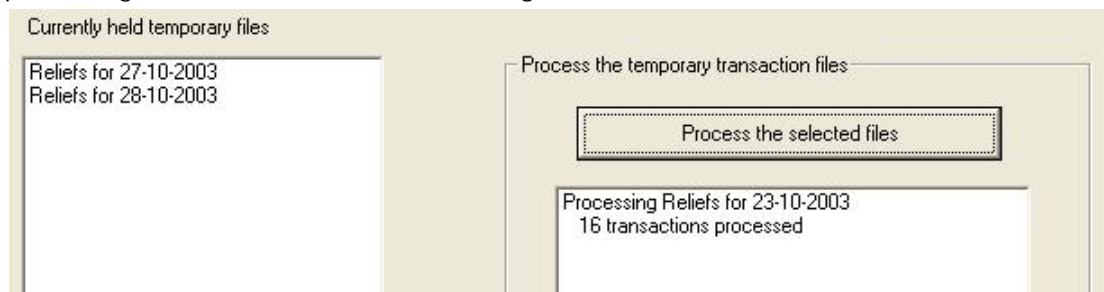 Currently held temporary files
Reliefs for 27-10-2003
Reliefs for 28-10-2003
Process the temporary transaction files
Process the selected files
Processing Reliefs for 23-10-2003
16 transactions processed